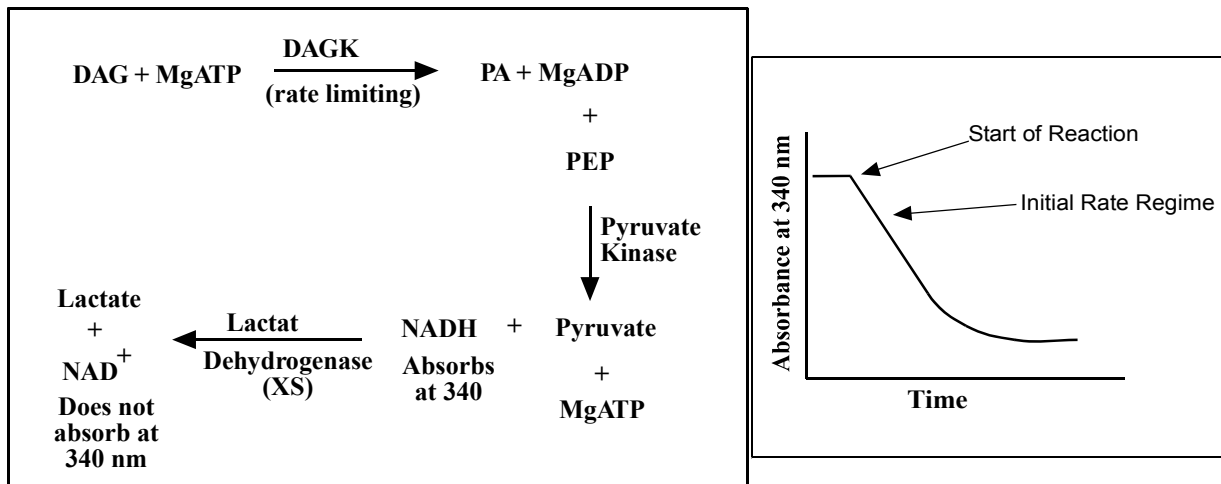 DAGK
DAG + MgATP
(rate limiting)
PA + MgADP
+
PEP
Pyruvate
Kinase
Lactate
+
NAD+
Does not
absorb at
340 nm
Lactat
Dehydrogenase
(XS)
NADH + Pyruvate
Absorbs
at 340
+
MgATP
Absorbance at 340 nm
Start of Reaction
Initial Rate Regime
Time